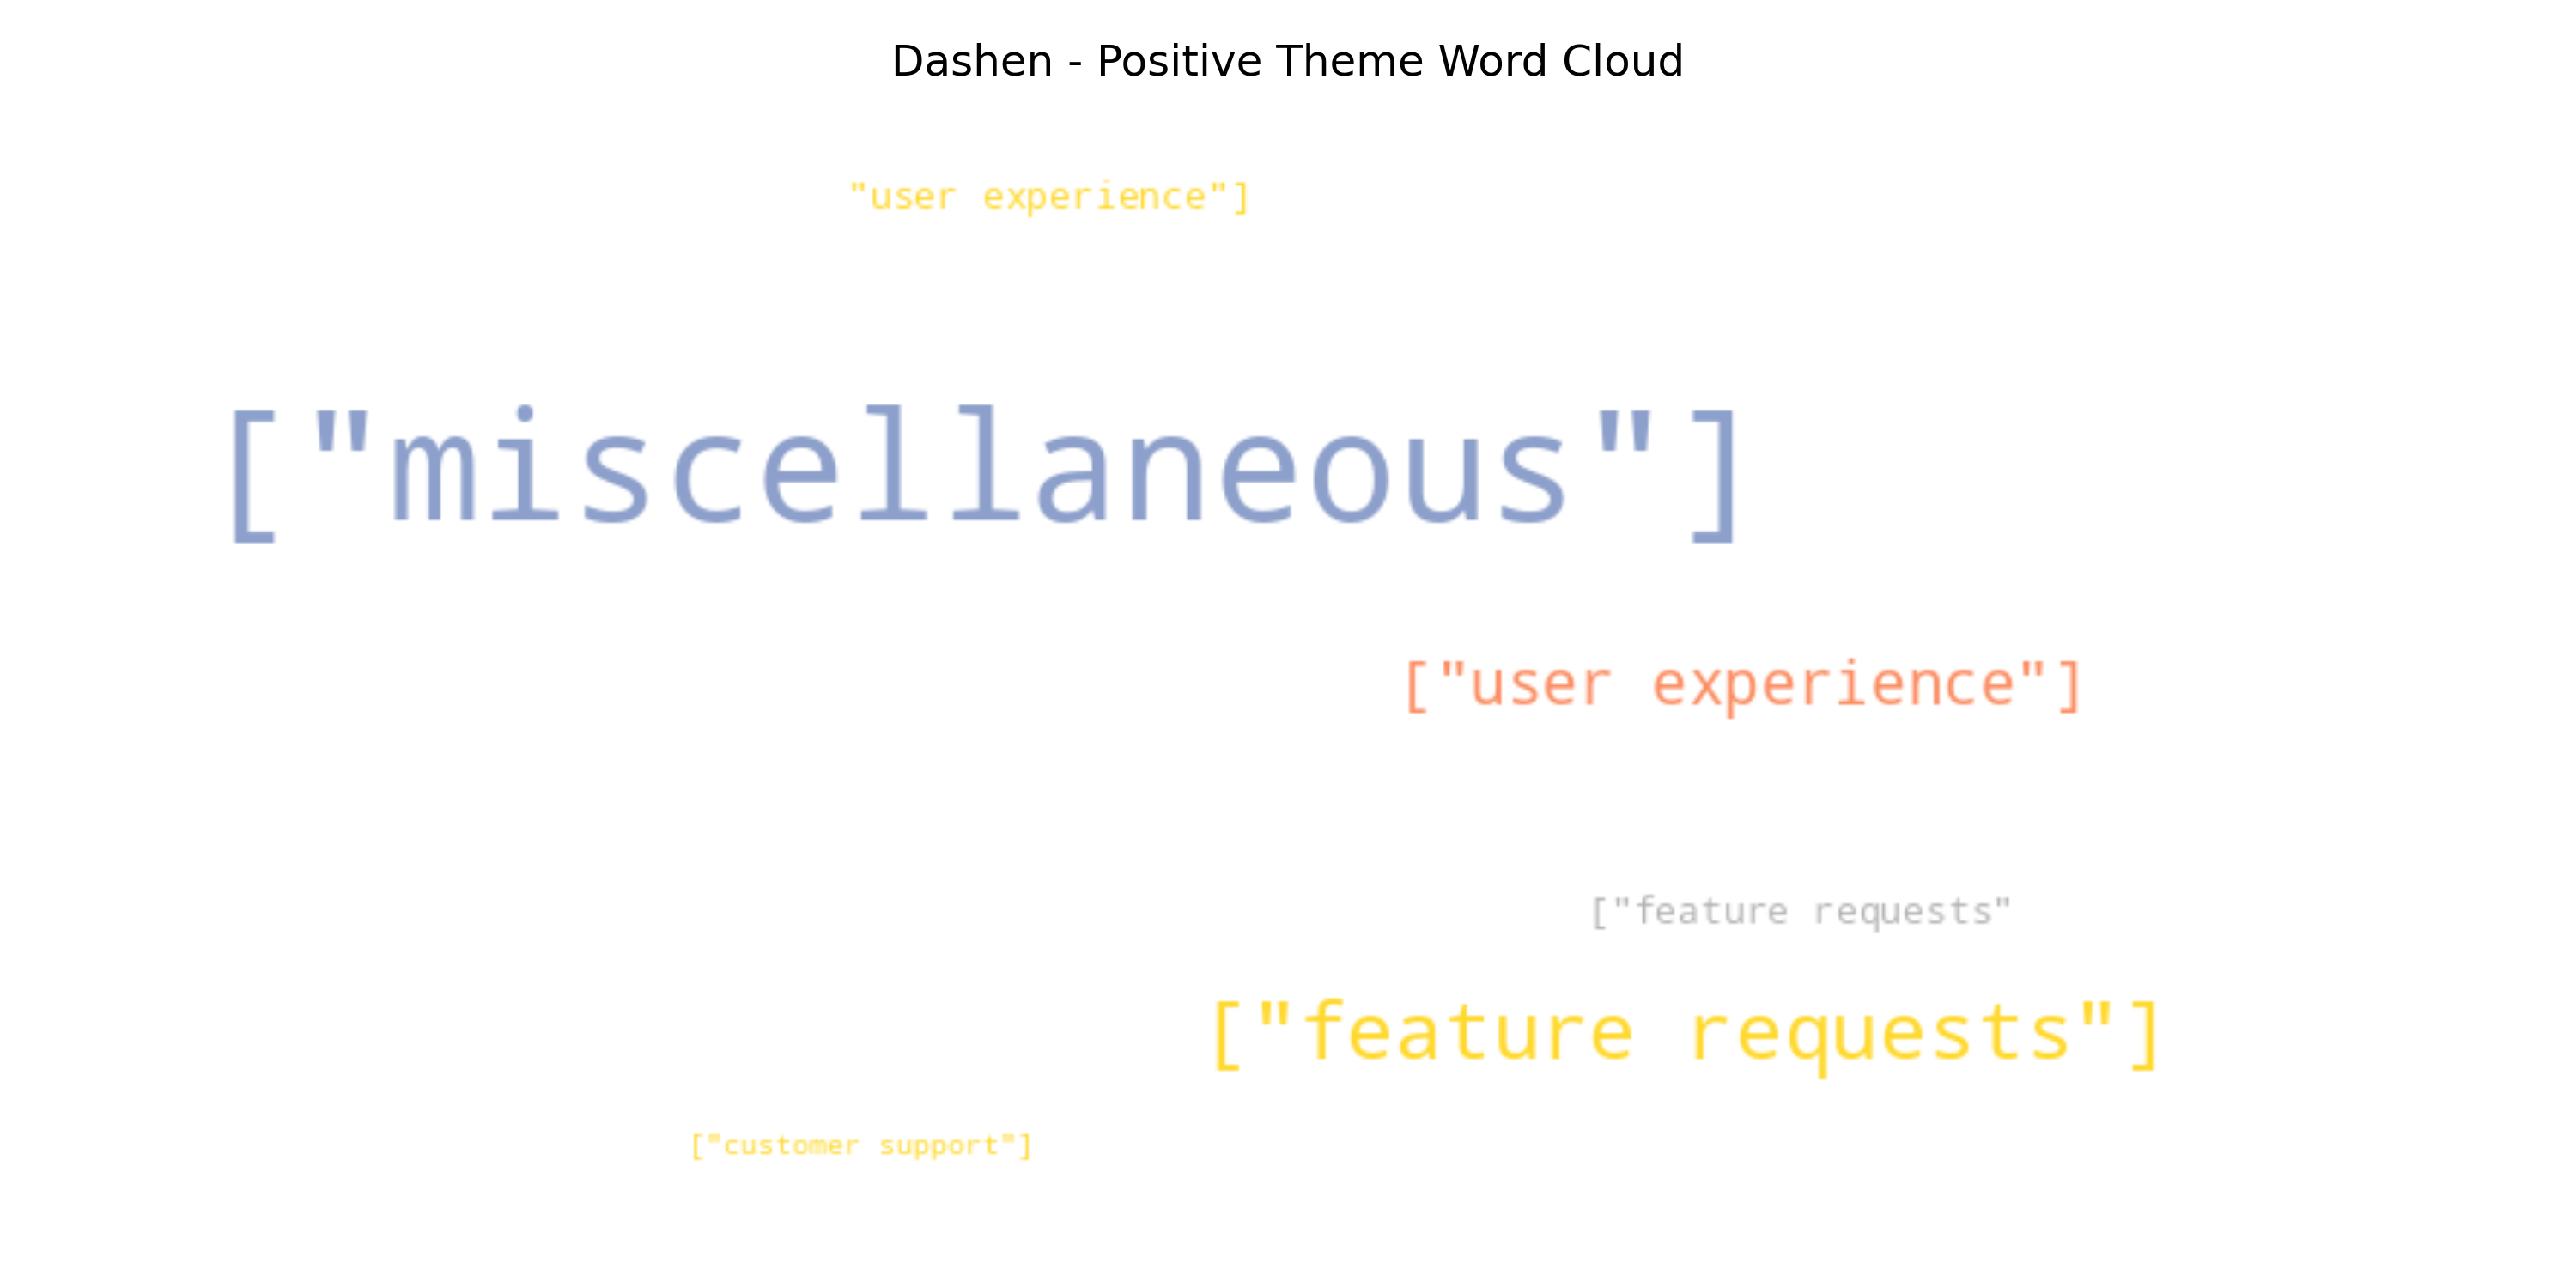 Dashen - Positive Theme Word Cloud
"user experience"]
["miscellaneous"]
["user experience"]
["feature requests"
["feature requests"]
["customer support"]